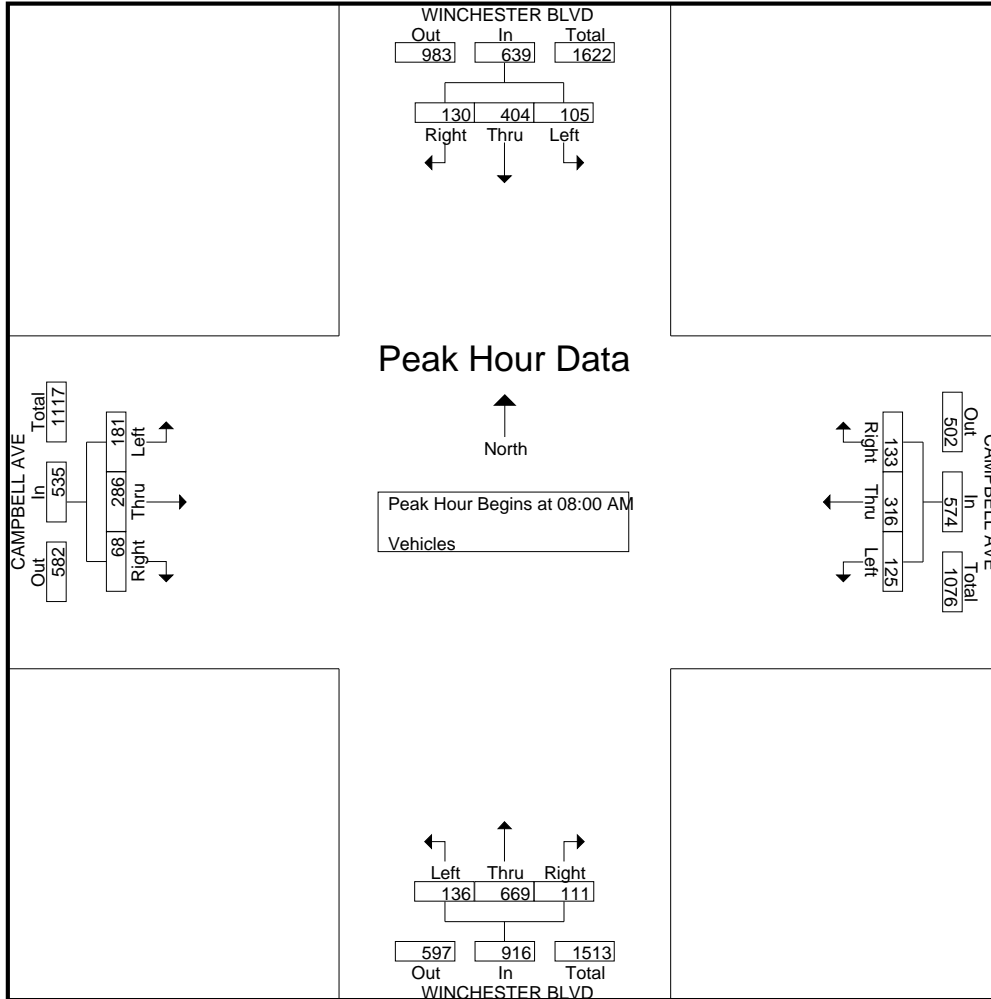 WINCHESTER BLVD
Out In Total
983 639 1622
130 404 105
Right Thru Left
Peak Hour Data
North
Peak Hour Begins at 08:00 AM
Vehicles
CAMPBELL AVE
Total In Out
1117 535 582
181 286 68
Left Thru Right
CAMPBELL AVE
Out In Total
502 574 1076
133 316 125
Right Thru Left
Left Thru Right
136 669 111
597 916 1513
Out In Total
WINCHESTER BLVD